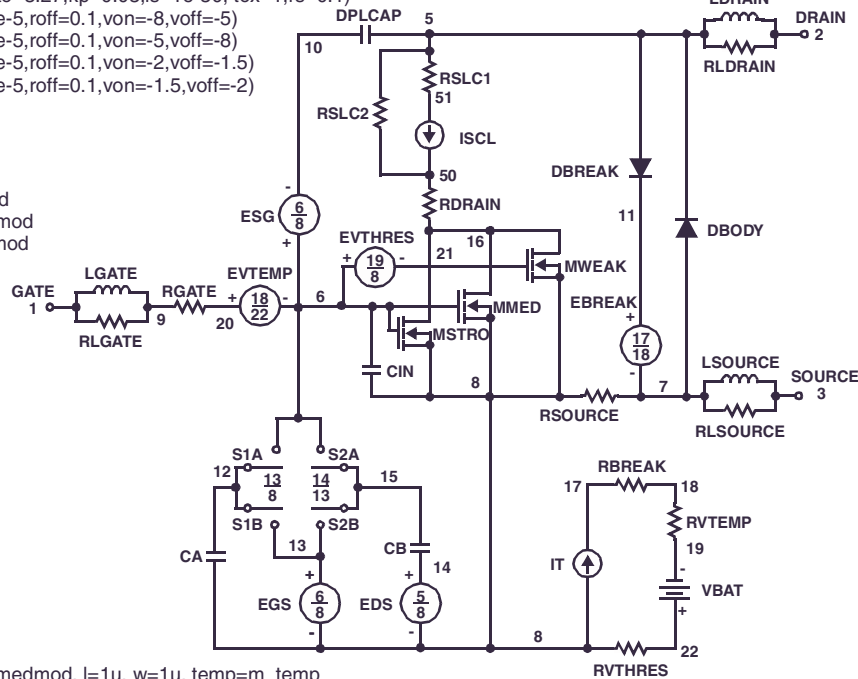 e-5,roff=0.1,von=-8,voff=-5)
e-5,roff=0.1,von=-5,voff=-8)
e-5,roff=0.1,von=-2,voff=-1.5)
e-5,roff=0.1,von=-1.5,voff=-2)
DPLCAP
5
10
DRAIN
2
RLDRAIN
RSLC1
51
RSLC2
ISCL
50
RDRAIN
DBREAK
11
DBODY
ESG
6
8
-
+
EVTHRES
+
19
8
-
21
16
MWEAK
LGATE
GATE
1
RLGATE
9
RGATE
20
EVTEMP
+
18
22
-
6
MMED
MSTRO
EBREAK
+
17
18
-
CIN
8
RSOURCE
7
LSOURCE
SOURCE
3
RLSOURCE
S1A
S2A
12
13
8
14
13
15
S1B
S2B
13
CA
CB
14
+
EGS
6
8
-
+
EDS
5
8
-
8
RBREAK
17
18
RVTEMP
19
IT
-
VBAT
+
22
RVTHRES
medmod, l=1u, w=1u, temp=m_temp